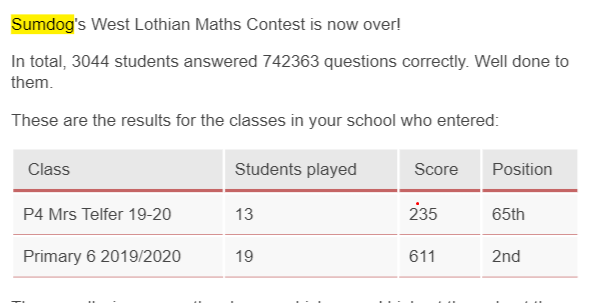 Sumdog's West Lothian Maths Contest is now over!
In total, 3044 students answered 742363 questions correctly. Well done to
them.
These are the results for the classes in your school who entered:
Class Students played Score Position
P4 Mrs Telfer 19-20 13 235 65th
Primary 6 2019/2020 19 611 2nd